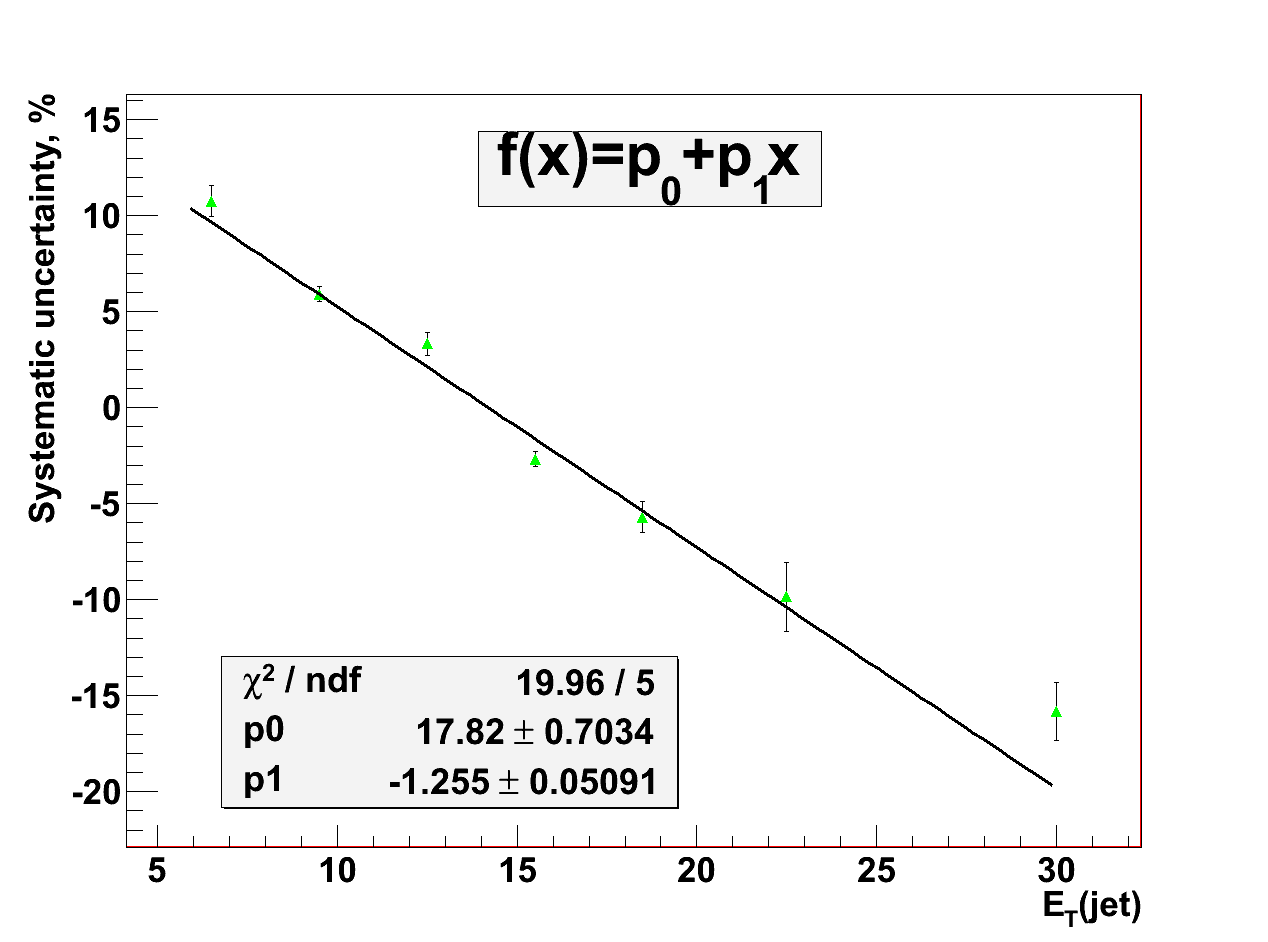 Systematic uncertainty, %
15
10
5
0
-5
-10
-15
-20
f(x)=p₀+p₁x
χ² / ndf 19.96 / 5
p0 17.82 ± 0.7034
p1 -1.255 ± 0.05091
5 10 15 20 25 30
E_T(jet)